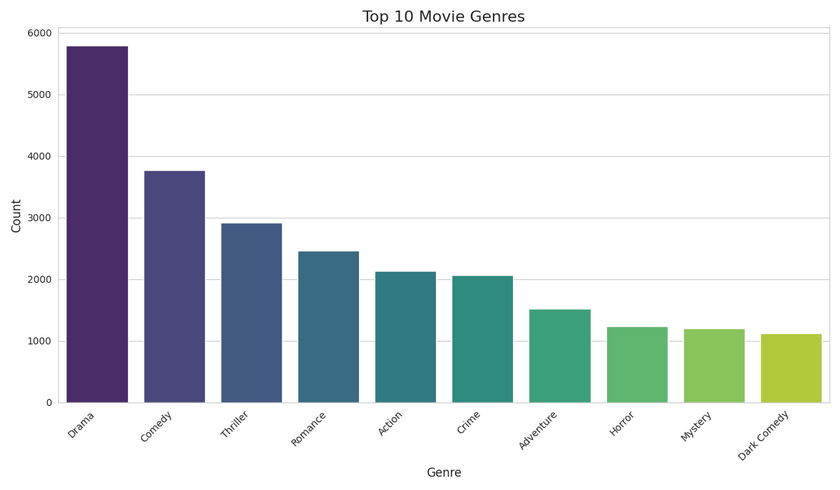 Top 10 Movie Genres
6000
5000
4000
3000
2000
1000
0
Count
Drama
Comedy
Thriller
Romance
Action
Crime
Adventure
Horror
Mystery
Dark Comedy
Genre